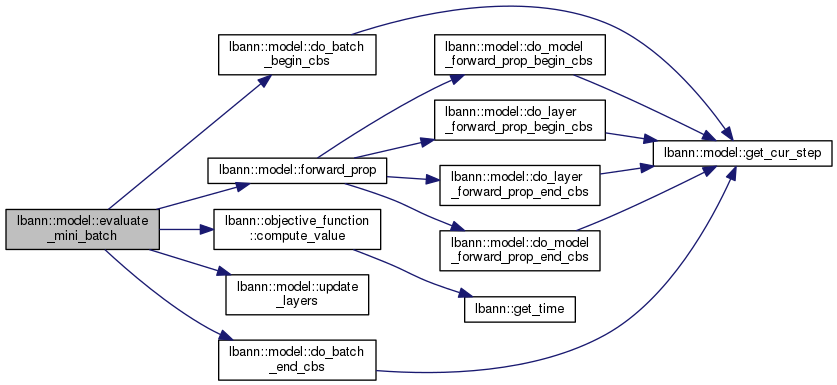 lbann::model::evaluate
_mini_batch
lbann::model::do_batch
_begin_cbs
lbann::model::forward_prop
lbann::objective_function
::compute_value
lbann::model::update
_layers
lbann::model::do_batch
_end_cbs
lbann::model::do_model
_forward_prop_begin_cbs
lbann::model::do_layer
_forward_prop_begin_cbs
lbann::model::do_layer
_forward_prop_end_cbs
lbann::model::do_model
_forward_prop_end_cbs
lbann::get_time
lbann::model::get_cur_step